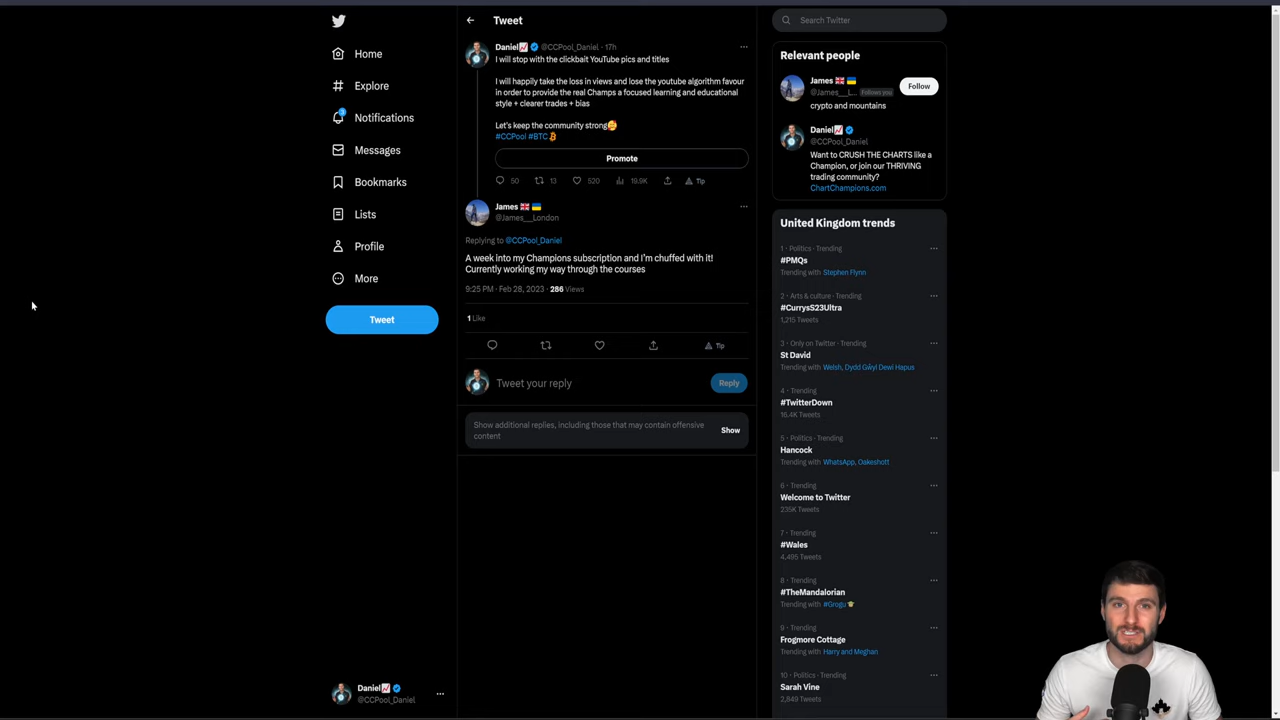 Home
Explore
Notifications
Messages
Bookmarks
Lists
Profile
More
Tweet
Daniel
@CCPool_Daniel
Tweet
Daniel @CCPool_Daniel · 17h
I will stop with the clickbait YouTube pics and titles
I will happily take the loss in views and lose the youtube algorithm favour
in order to provide the real Champs a focused learning and educational
style + clearer trades + bias
Let's keep the community strong
#CCPool #BTC
Promote
50 13 520 19.9K Tip
James
@James__London
Replying to @CCPool_Daniel
A week into my Champions subscription and I'm chuffed with it!
Currently working my way through the courses
9:25 PM · Feb 28, 2023 · 286 Views
1 Like
Tip
Tweet your reply
Reply
Show additional replies, including those that may contain offensive
content
Show
Search Twitter
Relevant people
James
@James__L... Follows you
Follow
crypto and mountains
Daniel
@CCPool_Daniel
Want to CRUSH THE CHARTS like a
Champion, or join our THRIVING
trading community?
ChartChampions.com
United Kingdom trends
1 · Politics · Trending
#PMQs
Trending with Stephen Flynn
2 · Arts & culture · Trending
#CurrysS23Ultra
1,215 Tweets
3 · Only on Twitter · Trending
St David
Trending with Welsh, Dydd Gŵyl Dewi Hapus
4 · Trending
#TwitterDown
16.4K Tweets
5 · Politics · Trending
Hancock
Trending with WhatsApp, Oakeshott
6 · Trending
Welcome to Twitter
235K Tweets
7 · Trending
#Wales
4,495 Tweets
8 · Trending
#TheMandalorian
Trending with #Grogu
9 · Trending
Frogmore Cottage
Trending with Harry and Meghan
10 · Politics · Trending
Sarah Vine
2,849 Tweets